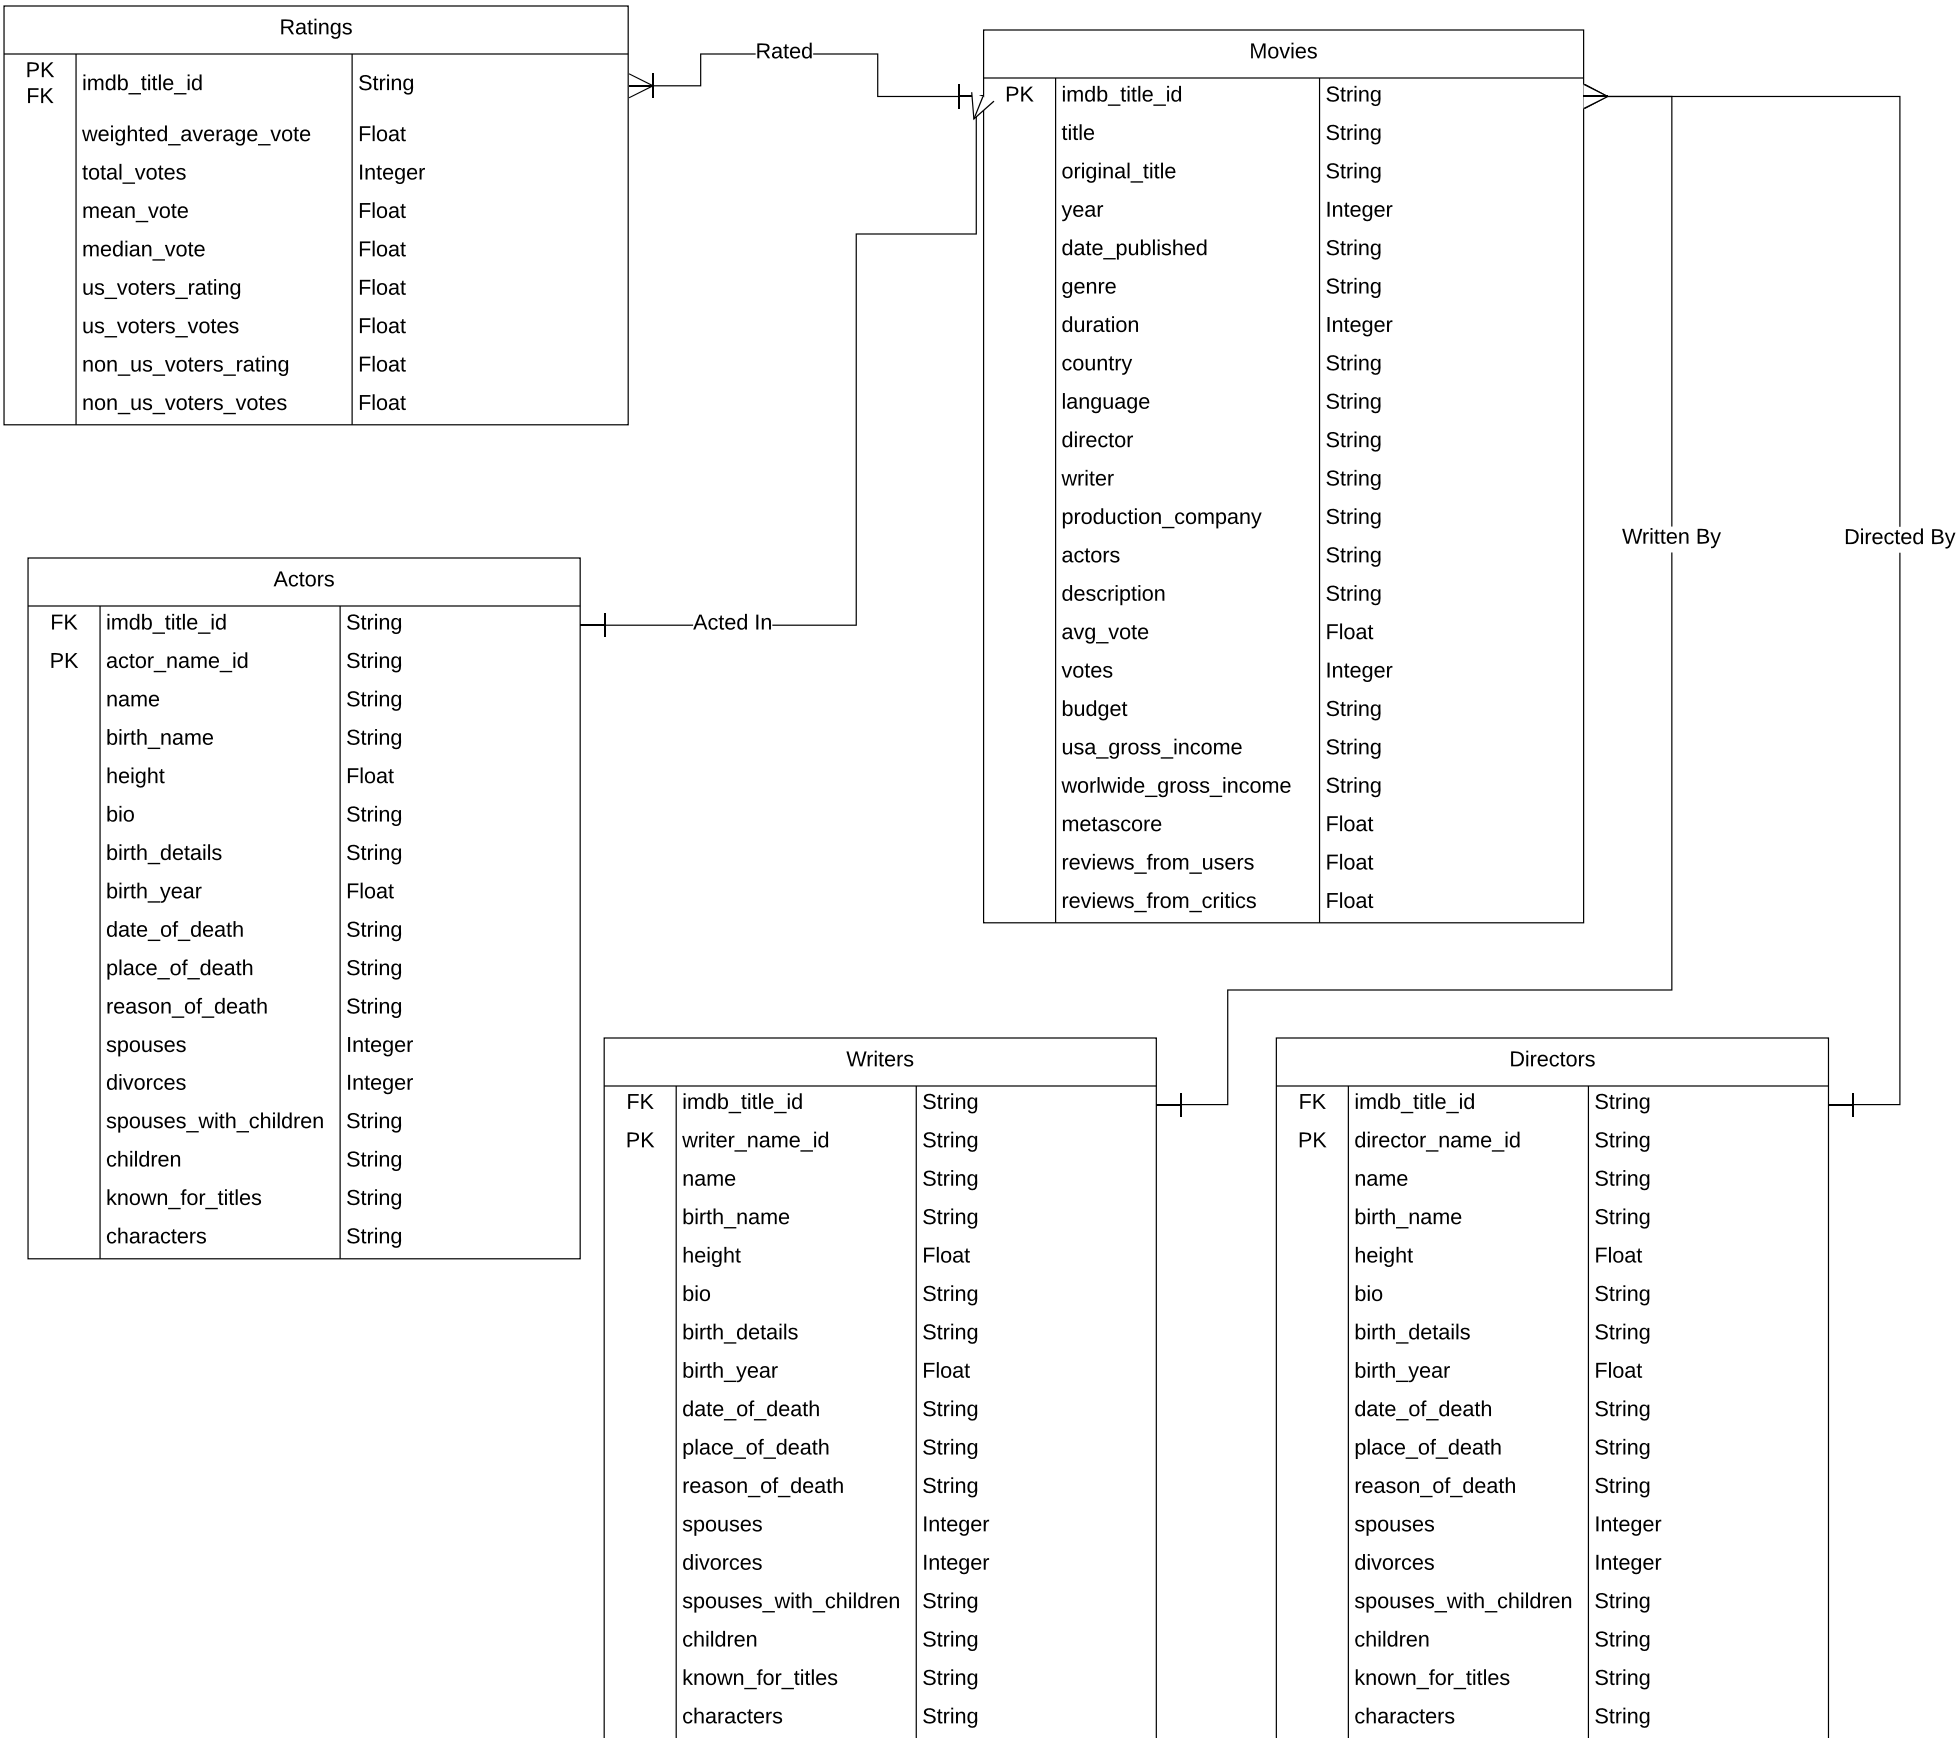 Ratings
PK
FK
imdb_title_id String
weighted_average_vote Float
total_votes Integer
mean_vote Float
median_vote Float
us_voters_rating Float
us_voters_votes Float
non_us_voters_rating Float
non_us_voters_votes Float
Rated
Movies
PK imdb_title_id String
title String
original_title String
year Integer
date_published String
genre String
duration Integer
country String
language String
director String
writer String
production_company String
actors String
description String
avg_vote Float
votes Integer
budget String
usa_gross_income String
worlwide_gross_income String
metascore Float
reviews_from_users Float
reviews_from_critics Float
Written By
Directed By
Actors
FK imdb_title_id String
PK actor_name_id String
name String
birth_name String
height Float
bio String
birth_details String
birth_year Float
date_of_death String
place_of_death String
reason_of_death String
spouses Integer
divorces Integer
spouses_with_children String
children String
known_for_titles String
characters String
Acted In
Writers
FK imdb_title_id String
PK writer_name_id String
name String
birth_name String
height Float
bio String
birth_details String
birth_year Float
date_of_death String
place_of_death String
reason_of_death String
spouses Integer
divorces Integer
spouses_with_children String
children String
known_for_titles String
characters String
Directors
FK imdb_title_id String
PK director_name_id String
name String
birth_name String
height Float
bio String
birth_details String
birth_year Float
date_of_death String
place_of_death String
reason_of_death String
spouses Integer
divorces Integer
spouses_with_children String
children String
known_for_titles String
characters String